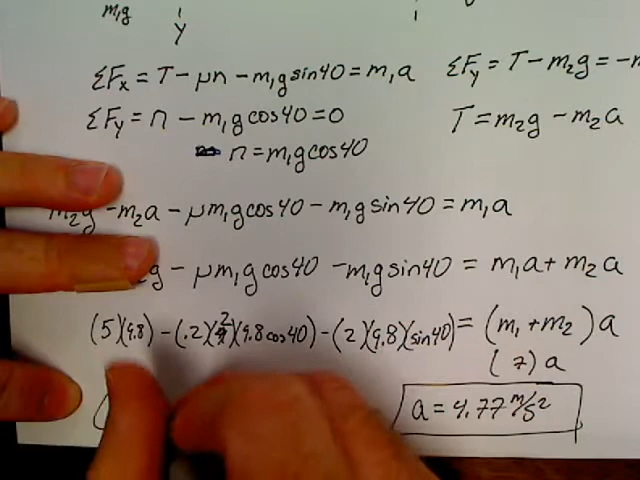 m₁g
y
ΣFₓ = T - μn - m₁g sin40 = m₁a
ΣFᵧ = T - m₂g = -m
ΣFᵧ = n - m₁g cos40 = 0
T = m₂g - m₂a
n = m₁g cos40
m₂g - m₂a - μm₁g cos40 - m₁g sin40 = m₁a
g - μm₁g cos40 - m₁g sin40 = m₁a + m₂a
(5)(9.8) - (.2)(2)(9.8 cos40) - (2)(9.8)(sin40) = (m₁ + m₂)a
(7)a
a = 4.77 m/s²